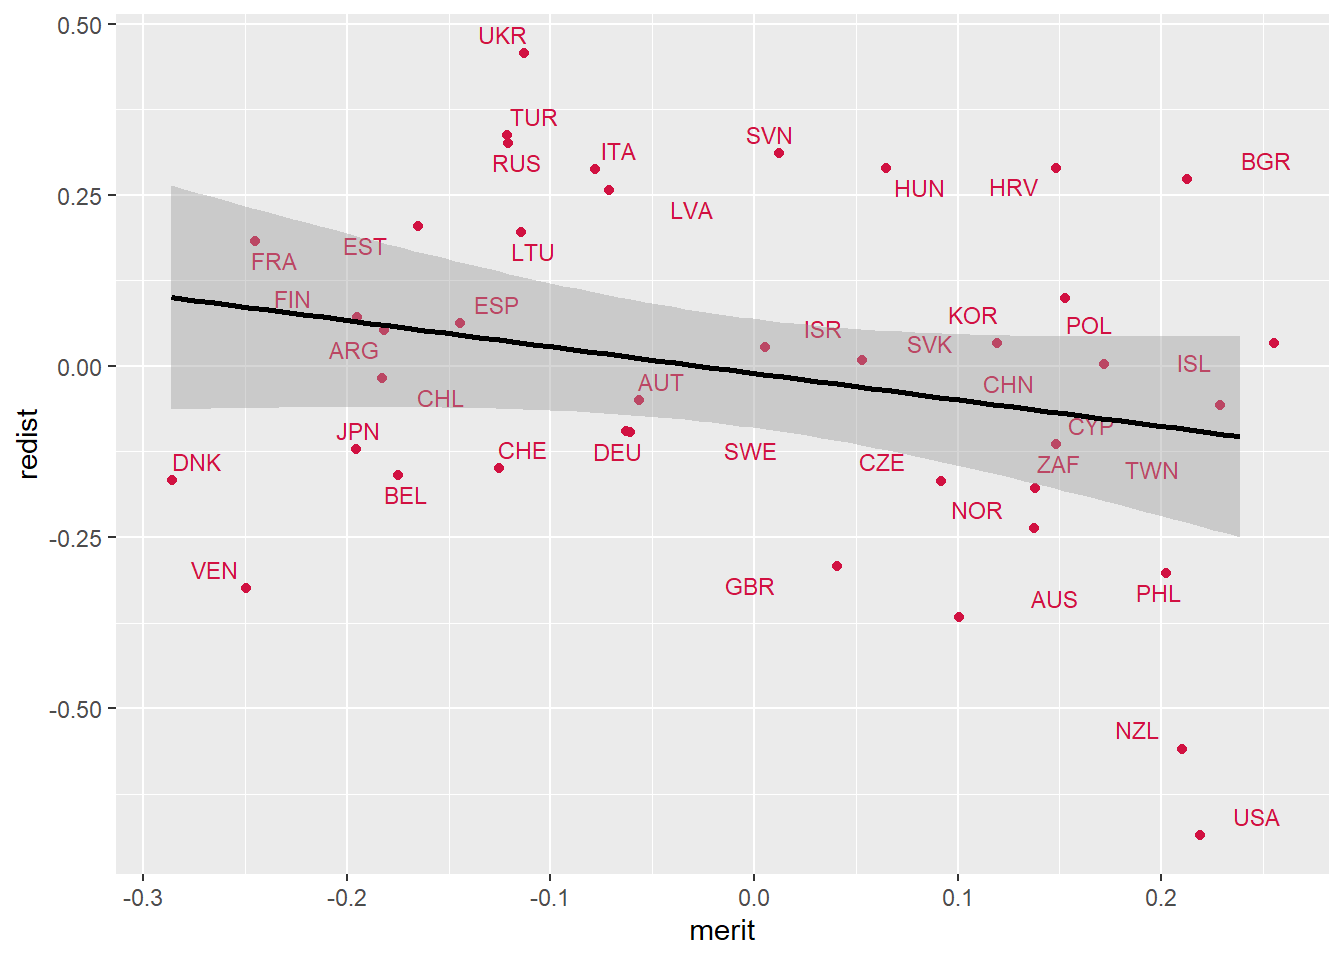 0.50
0.25
0.00
-0.25
-0.50
redist
UKR
TUR
RUS
ITA
SVN
HUN
HRV
BGR
LVA
EST
LTU
FRA
FIN
ESP
ARG
ISR
KOR
POL
SVK
ISL
CHN
AUT
CHL
JPN
CHE
DEU
SWE
CYP
ZAF
TWN
CZE
DNK
BEL
NOR
VEN
GBR
AUS
PHL
NZL
USA
-0.3
-0.2
-0.1
0.0
0.1
0.2
merit